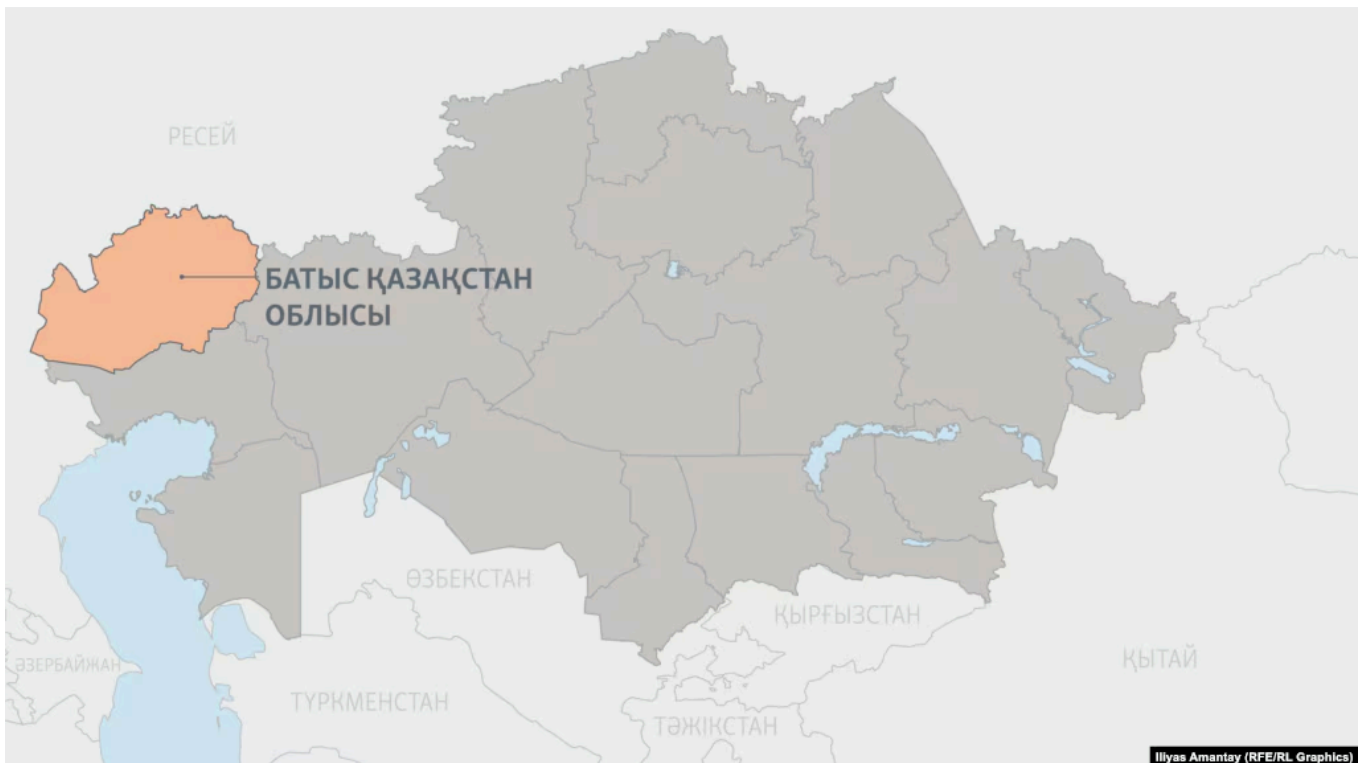 РЕСЕЙ
БАТЫС ҚАЗАҚСТАН
ОБЛЫСЫ
ӨЗБЕКСТАН
ҚЫРҒЫЗСТАН
ӘЗЕРБАЙЖАН
ҚЫТАЙ
ТҮРКМЕНСТАН
ТӘЖІКСТАН
Iliyas Amantay (RFE/RL Graphics)